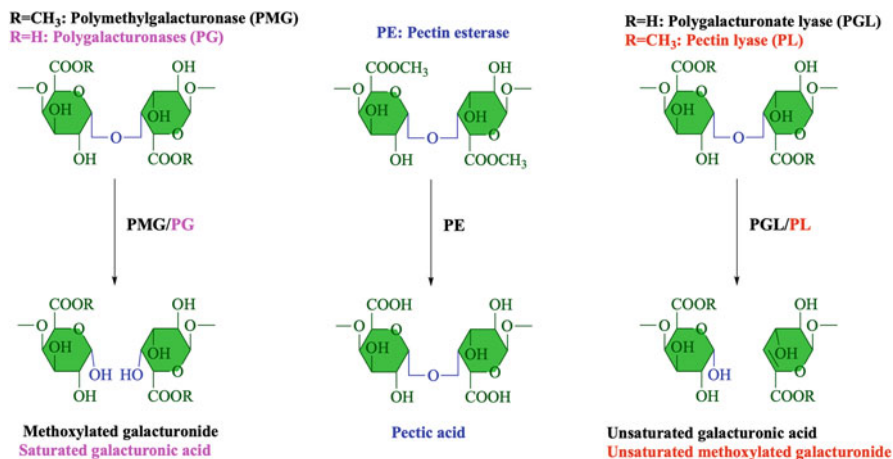 R=CH3: Polymethylgalacturonase (PMG)
R=H: Polygalacturonases (PG)
COOR
OH
O
O
OH
O
OH
O
OH
O
COOR
PMG/PG
COOR
OH
O
O
OH
O
OH
OH HO
OH
O
COOR
Methoxylated galacturonide
Saturated galacturonic acid
PE: Pectin esterase
COOCH3
OH
O
O
OH
O
OH
O
OH
O
COOCH3
PE
COOH
OH
O
O
OH
O
OH
O
OH
O
COOH
Pectic acid
R=H: Polygalacturonate lyase (PGL)
R=CH3: Pectin lyase (PL)
COOR
OH
O
O
OH
O
OH
O
OH
O
COOR
PGL/PL
COOR
OH
O
O
OH
O
OH
OH
OH
O
COOR
Unsaturated galacturonic acid
Unsaturated methoxylated galacturonide